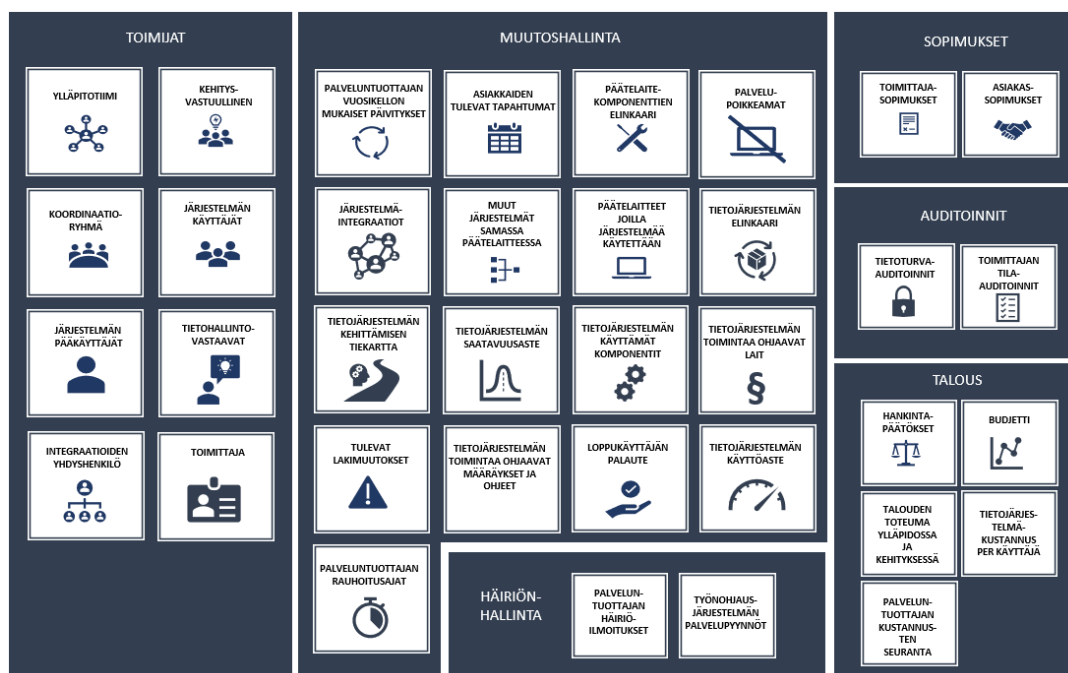 TOIMIJAT
YLLÄPITOTIIMI
KEHITYS-
VASTUULLINEN
KOORDINAATIO-
RYHMÄ
JÄRJESTELMÄN
KÄYTTÄJÄT
JÄRJESTELMÄN
PÄÄKÄYTTÄJÄT
TIETOHALLINTO-
VASTAAVAT
INTEGRAATIOIDEN
YHDYSHENKILÖ
TOIMITTAJA
MUUTOSHALLINTA
PALVELUNTUOTTAJAN
VUOSIKELLON
MUKAISET PÄIVITYKSET
ASIAKKAIDEN
TULEVAT TAPAHTUMAT
PÄÄTELAITE-
KOMPONENTTIEN
ELINKAARI
PALVELU-
POIKKEAMAT
JÄRJESTELMÄ-
INTEGRAATIOT
MUUT
JÄRJESTELMÄT
SAMASSA
PÄÄTELAITTEESSA
PÄÄTELAITTEET
JOILLA
JÄRJESTELMÄÄ
KÄYTETTÄÄN
TIETOJÄRJESTELMÄN
ELINKAARI
TIETOJÄRJESTELMÄN
KEHITTÄMISEN
TIEKARTTA
TIETOJÄRJESTELMÄN
SAATAVUUSASTE
TIETOJÄRJESTELMÄN
KÄYTTÄMÄT
KOMPONENTIT
TIETOJÄRJESTELMÄN
TOIMINTAA OHJAAVAT
LAIT
§
TULEVAT
LAKIMUUTOKSET
TIETOJÄRJESTELMÄN
TOIMINTAA OHJAAVAT
MÄÄRÄYKSET JA
OHJEET
LOPPUKÄYTTÄJÄN
PALAUTE
TIETOJÄRJESTELMÄN
KÄYTTÖASTE
PALVELUNTUOTTAJAN
RAUHOITUSAJAT
HÄIRIÖN-
HALLINTA
PALVELUN-
TUOTTAJAN
HÄIRIÖ-
ILMOITUKSET
TYÖNOHJAUS-
JÄRJESTELMÄN
PALVELUPYYNNÖT
SOPIMUKSET
TOIMITTAJA-
SOPIMUKSET
ASIAKAS-
SOPIMUKSET
AUDITOINNIT
TIETOTURVA-
AUDITOINNIT
TOIMITTAJAN
TILA-
AUDITOINNIT
TALOUS
HANKINTA-
PÄÄTÖKSET
BUDJETTI
TALOUDEN
TOTEUMA
YLLÄPIDOSSA
JA
KEHITYKSESSÄ
TIETOJÄRJES-
TELMÄ-
KUSTANNUS
PER KÄYTTÄJÄ
PALVELUN-
TUOTTAJAN
KUSTANNUS-
TEN
SEURANTA